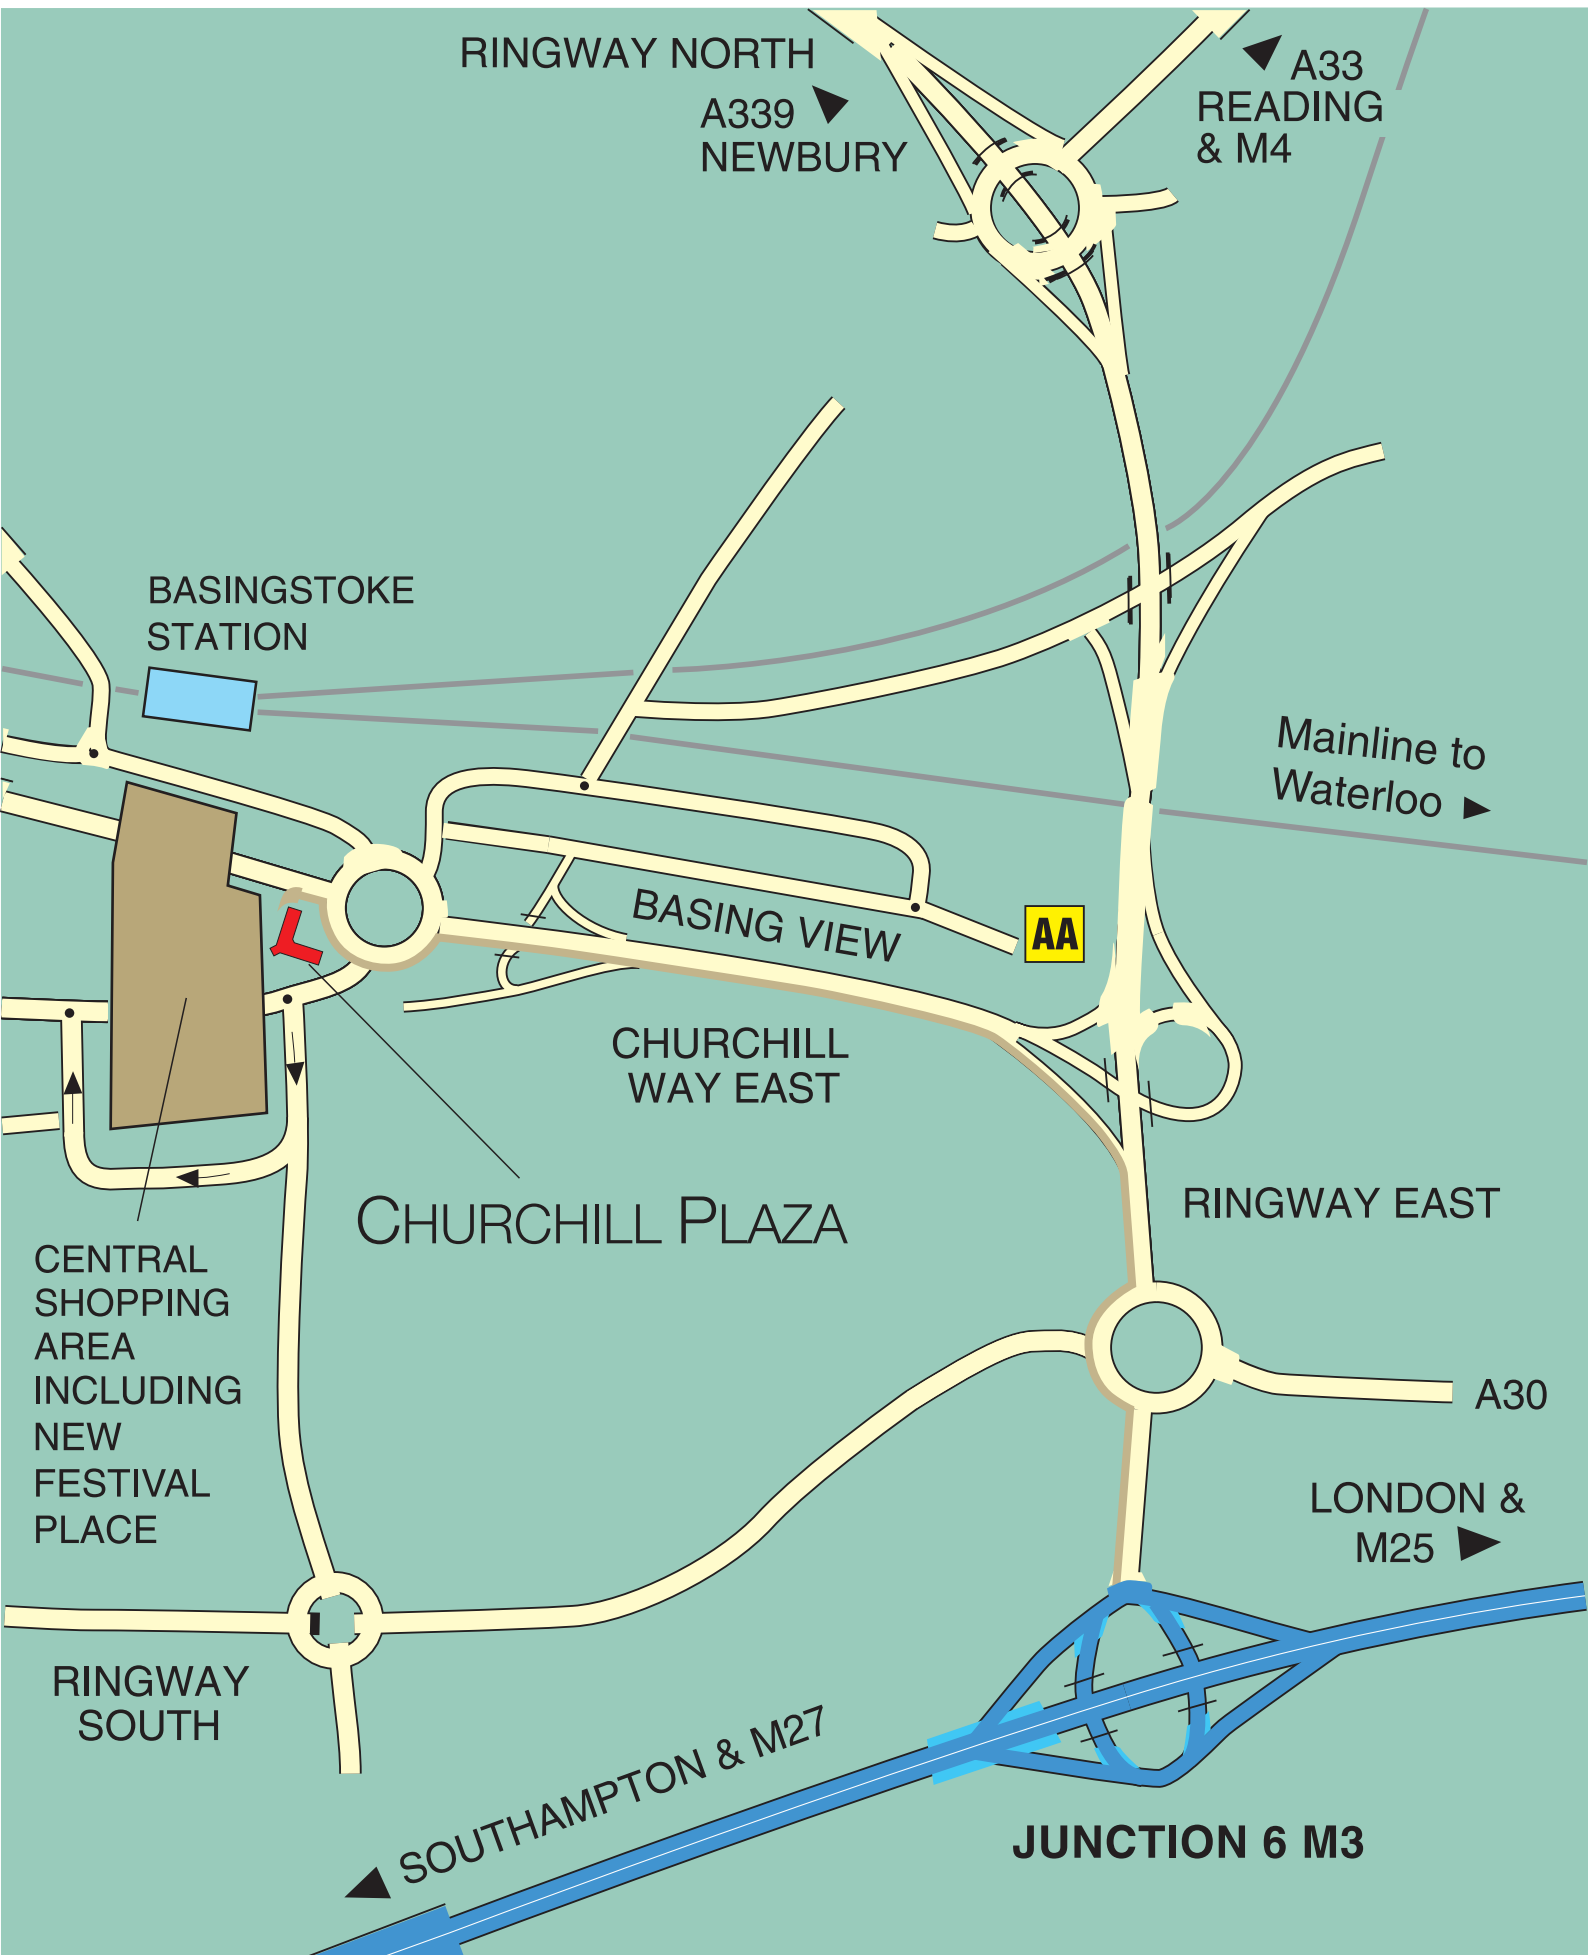 RINGWAY NORTH
A339
NEWBURY
A33
READING
& M4
BASINGSTOKE
STATION
Mainline to
Waterloo
BASING VIEW
AA
CHURCHILL
WAY EAST
CHURCHILL PLAZA
RINGWAY EAST
CENTRAL
SHOPPING
AREA
INCLUDING
NEW
FESTIVAL
PLACE
A30
LONDON &
M25
RINGWAY
SOUTH
SOUTHAMPTON & M27
JUNCTION 6 M3